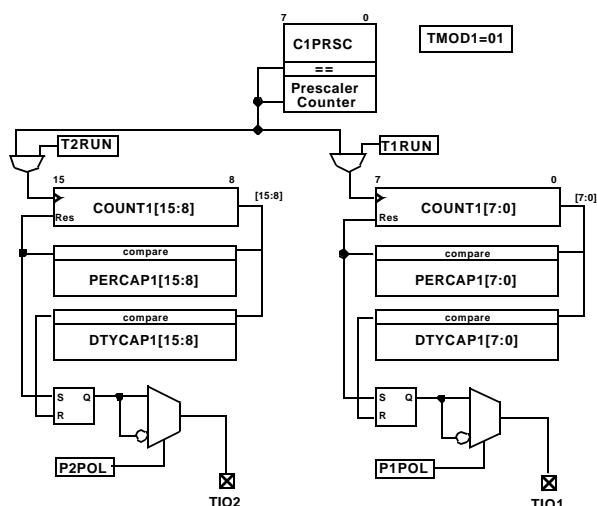 7 0
C1PRSC
==
Prescaler
Counter
TMOD1=01
T2RUN
15 8
COUNT1[15:8]
Res
[15:8]
compare
PERCAP1[15:8]
compare
DTYCAP1[15:8]
S Q
R
P2POL
TIO2
T1RUN
7 0
COUNT1[7:0]
Res
[7:0]
compare
PERCAP1[7:0]
compare
DTYCAP1[7:0]
S Q
R
P1POL
TIO1